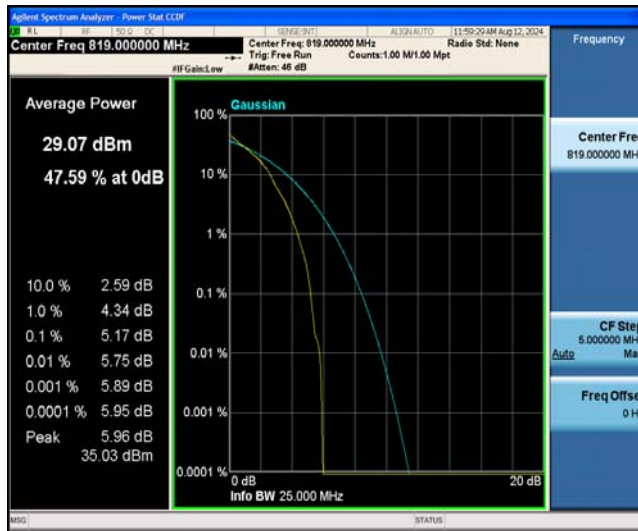 Agilent Spectrum Analyzer - Power Stat CCDF
RL RF 50 Ω DC SENSE:INT ALIGN AUTO 11:59:29 AM Aug 12, 2024
Center Freq 819.000000 MHz
Center Freq: 819.000000 MHz Radio Std: None
Trig: Free Run Counts:1.00 M/1.00 Mpt
#IFGain:Low #Atten: 46 dB
Frequency
Average Power
29.07 dBm
47.59 % at 0dB
10.0 % 2.59 dB
1.0 % 4.34 dB
0.1 % 5.17 dB
0.01 % 5.75 dB
0.001 % 5.89 dB
0.0001 % 5.95 dB
Peak 5.96 dB
35.03 dBm
Gaussian
100 %
10 %
1 %
0.1 %
0.01 %
0.001 %
0.0001 %
0 dB 20 dB
Info BW 25.000 MHz
Center Fre
819.000000 MH
CF Step
5.000000 MH
Auto Ma
Freq Offse
0 H
MSG STATUS